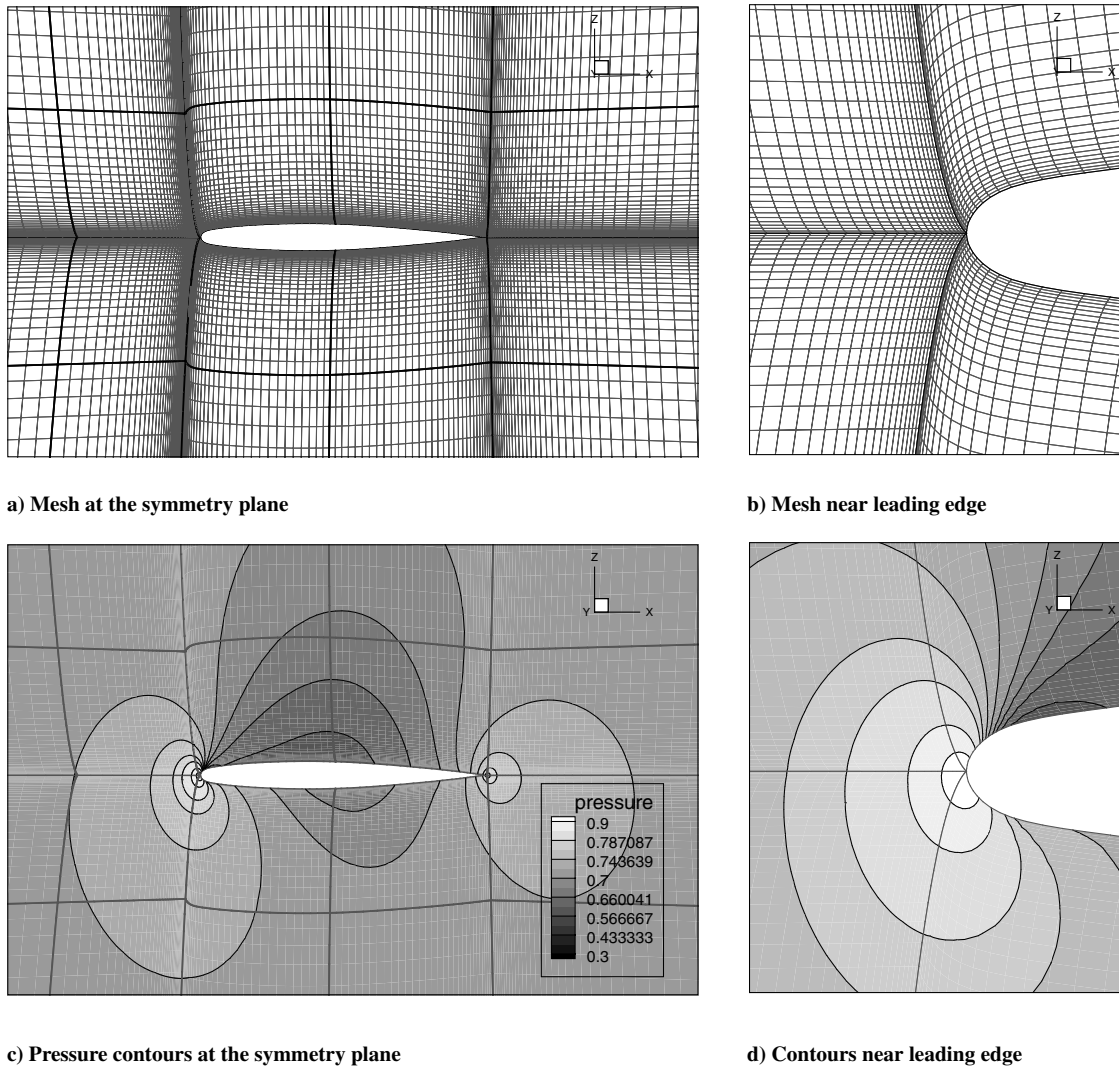 Z
X
Z
X
a) Mesh at the symmetry plane
b) Mesh near leading edge
Z
Y X
pressure
0.9
0.787087
0.743639
0.7
0.660041
0.566667
0.433333
0.3
Z
Y X
c) Pressure contours at the symmetry plane
d) Contours near leading edge